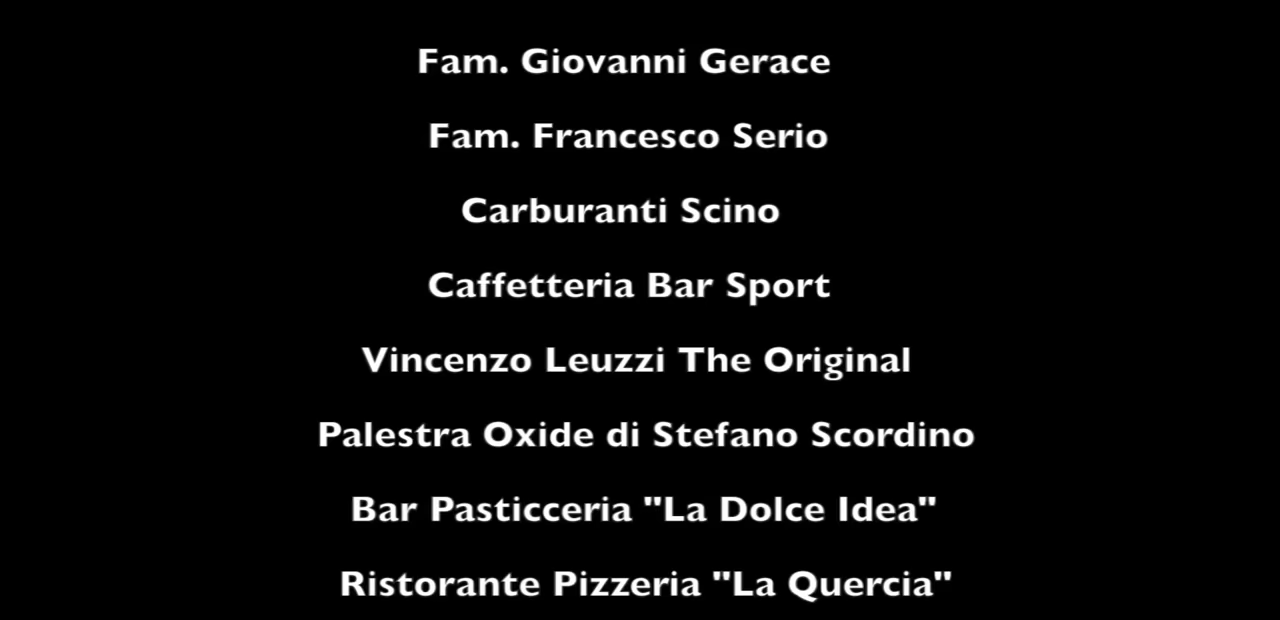 Fam. Giovanni Gerace
Fam. Francesco Serio
Carburanti Scino
Caffetteria Bar Sport
Vincenzo Leuzzi The Original
Palestra Oxide di Stefano Scordino
Bar Pasticceria "La Dolce Idea"
Ristorante Pizzeria "La Quercia"